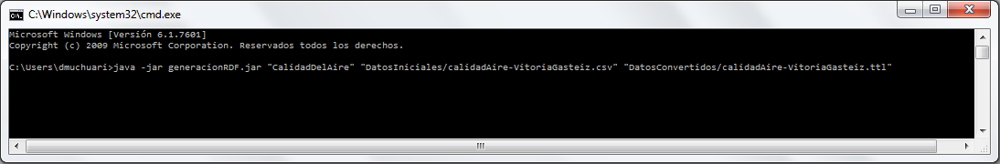 C:\Windows\system32\cmd.exe
Microsoft Windows [Versión 6.1.7601]
Copyright (c) 2009 Microsoft Corporation. Reservados todos los derechos.
C:\Users\dmuchuari>java -jar generacionRDF.jar "CalidadDelAire" "DatosIniciales/calidadAire-VitoriaGasteiz.csv" "DatosConvertidos/calidadAire-VitoriaGasteiz.ttl"